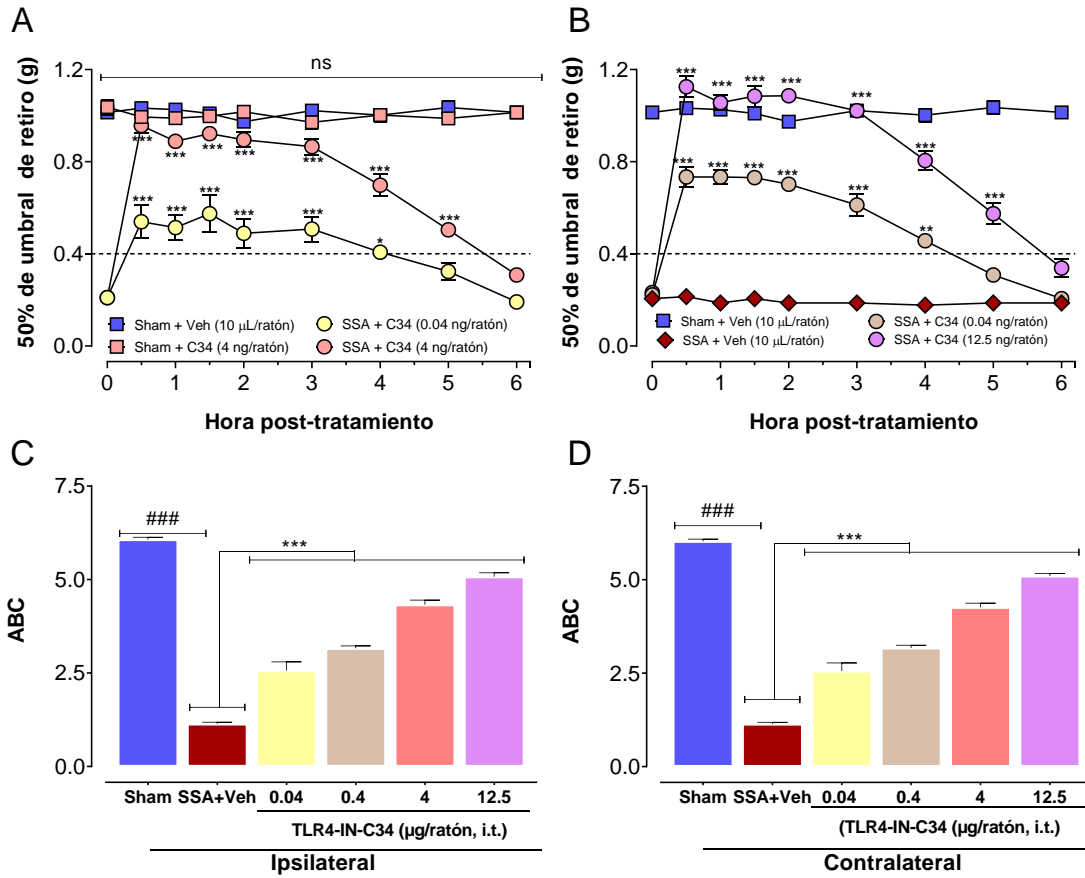 A
B
ns
1.2
0.8
0.4
0.0
50% de umbral de retiro (g)
***
***
***
***
***
***
***
***
***
***
***
***
*
Sham + Veh (10 µL/ratón)
Sham + C34 (4 ng/ratón)
SSA + C34 (0.04 ng/ratón)
SSA + C34 (4 ng/ratón)
0 1 2 3 4 5 6
Hora post-tratamiento
1.2
0.8
0.4
0.0
50% de umbral de retiro (g)
***
***
***
***
***
***
***
***
***
***
***
***
**
Sham + Veh (10 µL/ratón)
SSA + Veh (10 µL/ratón)
SSA + C34 (0.04 ng/ratón)
SSA + C34 (12.5 ng/ratón)
0 1 2 3 4 5 6
Hora post-tratamiento
C
D
7.5
5.0
2.5
0.0
ABC
###
***
Sham SSA+Veh 0.04 0.4 4 12.5
TLR4-IN-C34 (µg/ratón, i.t.)
Ipsilateral
7.5
5.0
2.5
0.0
ABC
###
***
Sham SSA+Veh 0.04 0.4 4 12.5
(TLR4-IN-C34 (µg/ratón, i.t.)
Contralateral